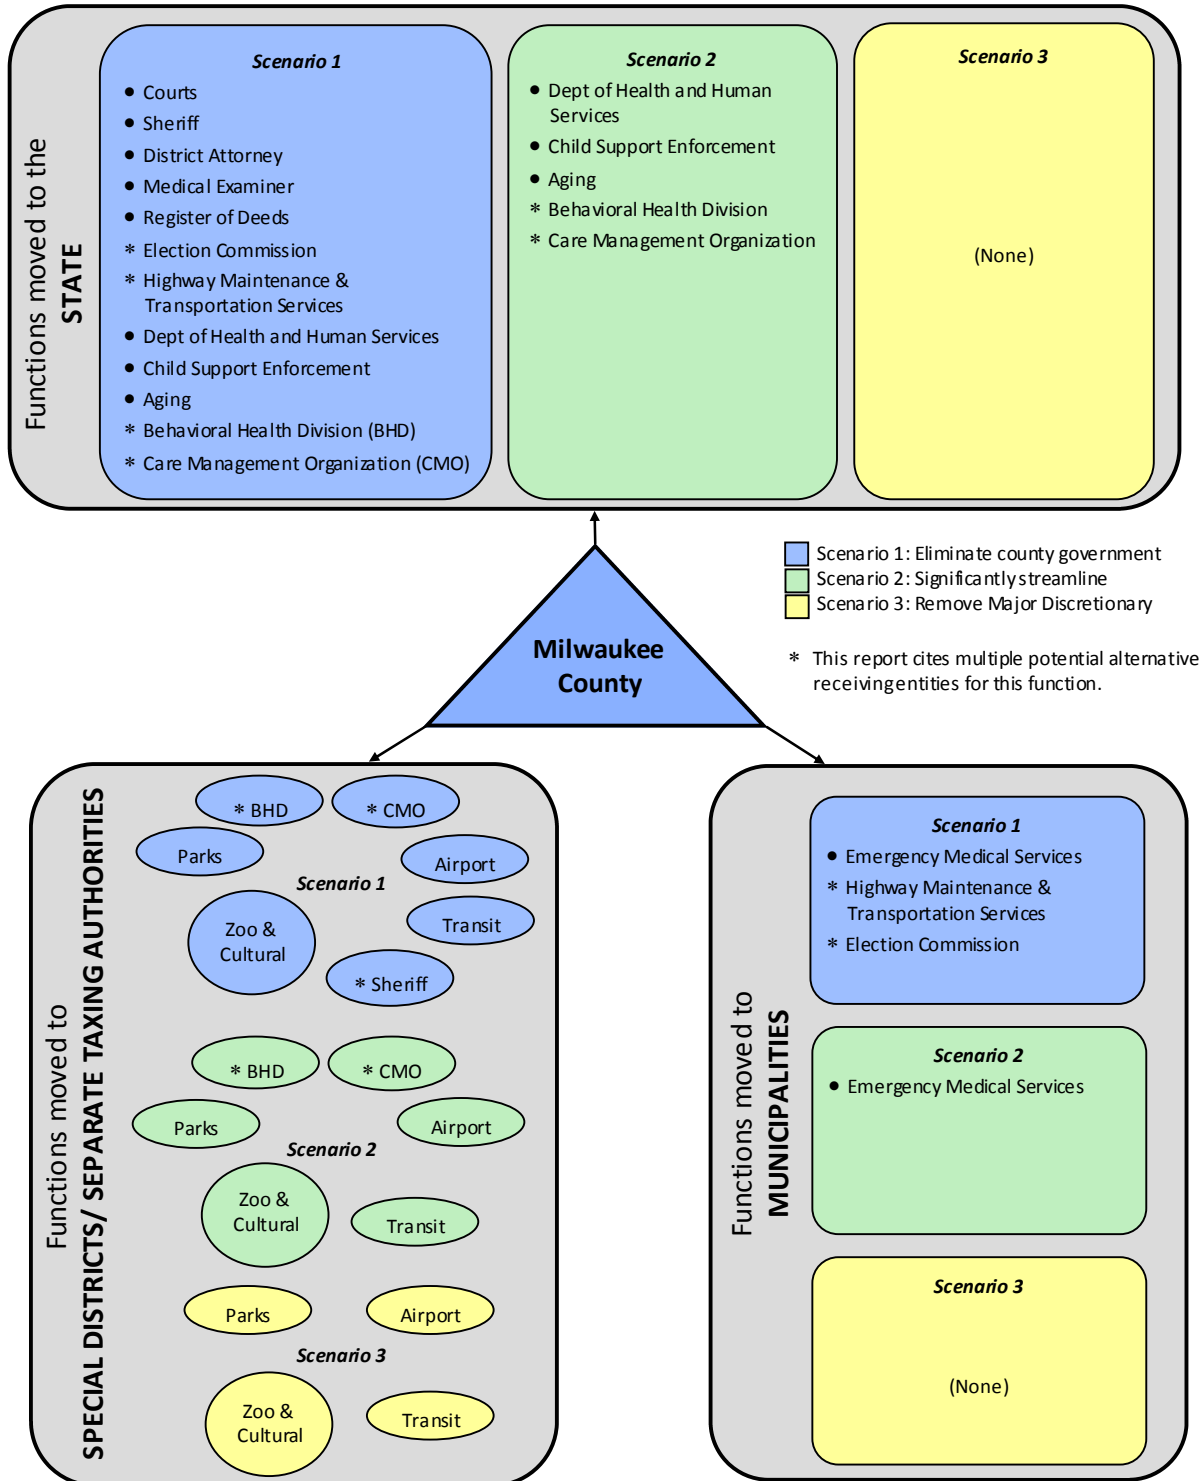 Functions moved to the
STATE
Scenario 1
• Courts
• Sheriff
• District Attorney
• Medical Examiner
• Register of Deeds
* Election Commission
* Highway Maintenance &
Transportation Services
• Dept of Health and Human Services
• Child Support Enforcement
• Aging
* Behavioral Health Division (BHD)
* Care Management Organization (CMO)
Scenario 2
• Dept of Health and Human
Services
• Child Support Enforcement
• Aging
* Behavioral Health Division
* Care Management Organization
Scenario 3
(None)
Scenario 1: Eliminate county government
Scenario 2: Significantly streamline
Scenario 3: Remove Major Discretionary
* This report cites multiple potential alternative
receiving entities for this function.
Milwaukee
County
Functions moved to
SPECIAL DISTRICTS/ SEPARATE TAXING AUTHORITIES
* BHD
* CMO
Parks
Airport
Scenario 1
Zoo &
Cultural
Transit
* Sheriff
* BHD
* CMO
Parks
Airport
Scenario 2
Zoo &
Cultural
Transit
Parks
Airport
Scenario 3
Zoo &
Cultural
Transit
Functions moved to
MUNICIPALITIES
Scenario 1
• Emergency Medical Services
* Highway Maintenance &
Transportation Services
* Election Commission
Scenario 2
• Emergency Medical Services
Scenario 3
(None)